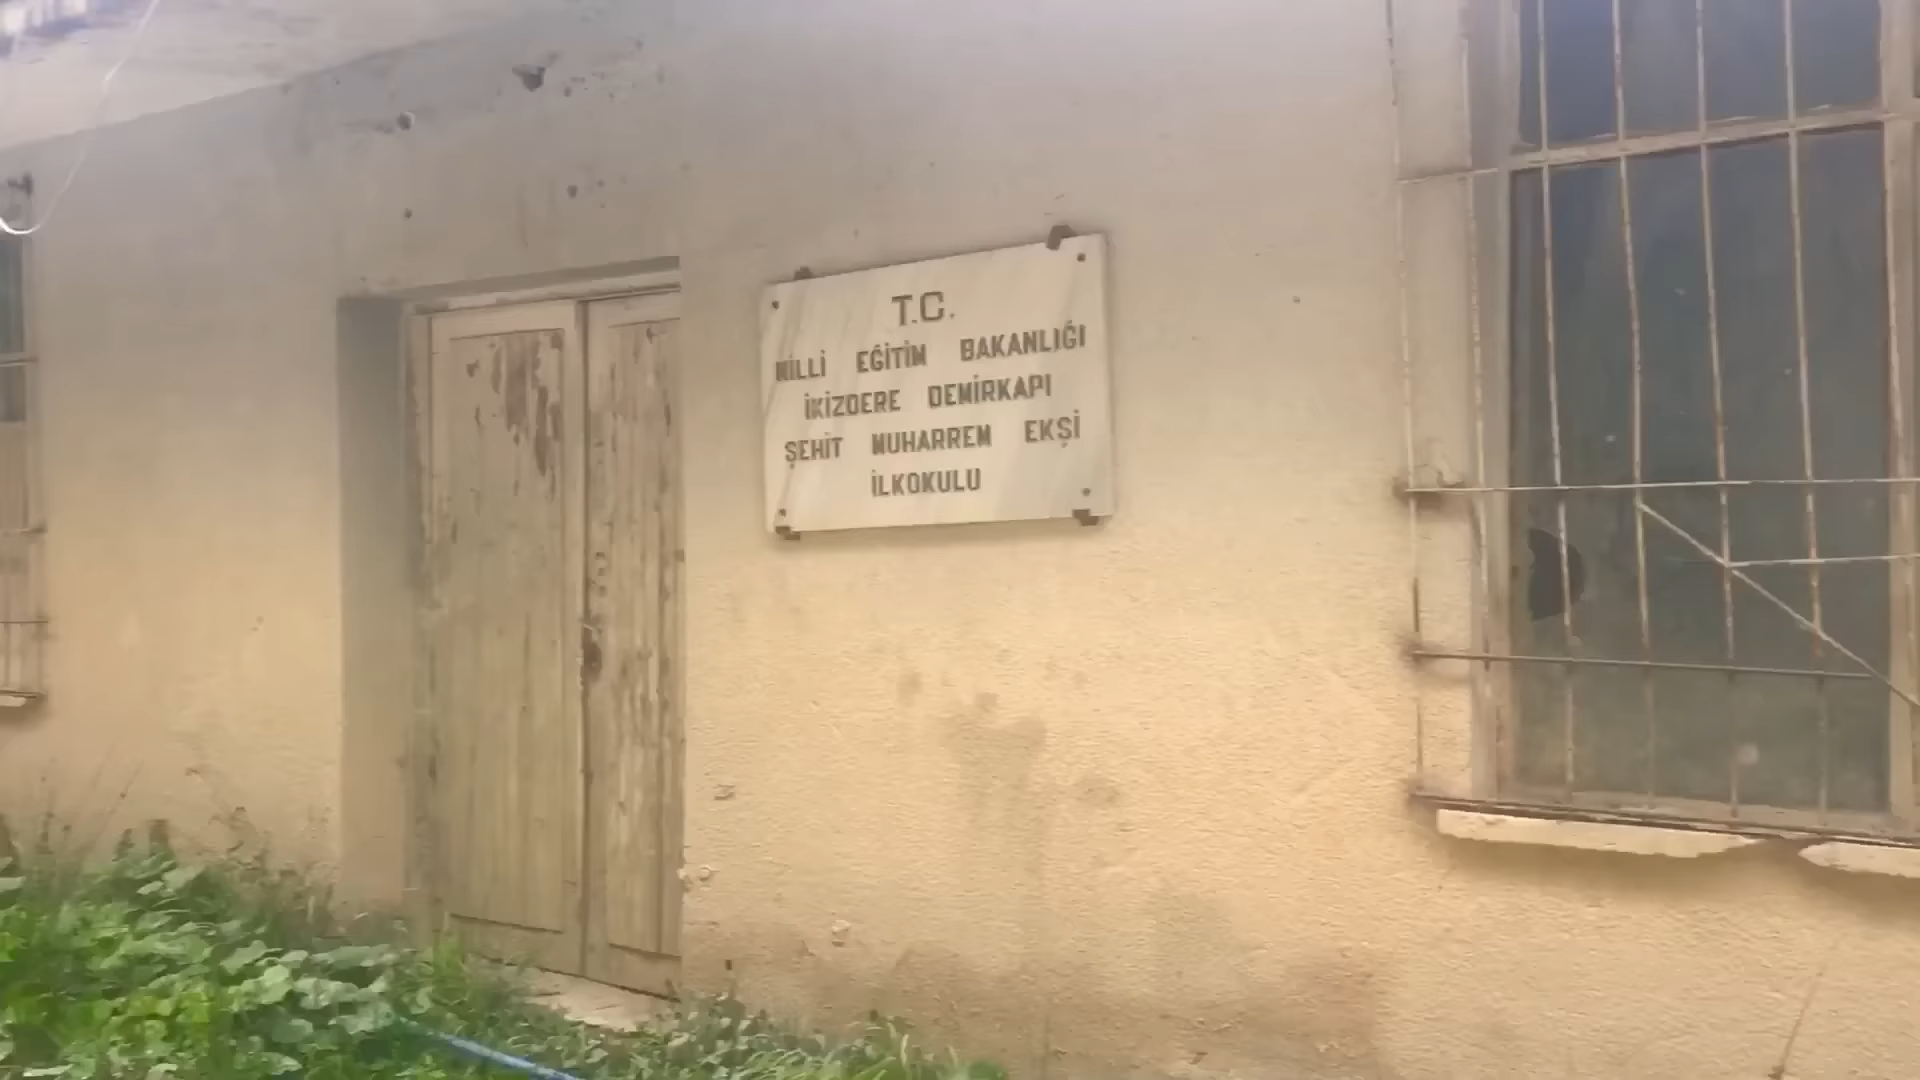 T.C.
MİLLİ EĞİTİM BAKANLIĞI
İKİZDERE DEMİRKAPI
ŞEHİT MUHARREM EKŞİ
İLKOKULU